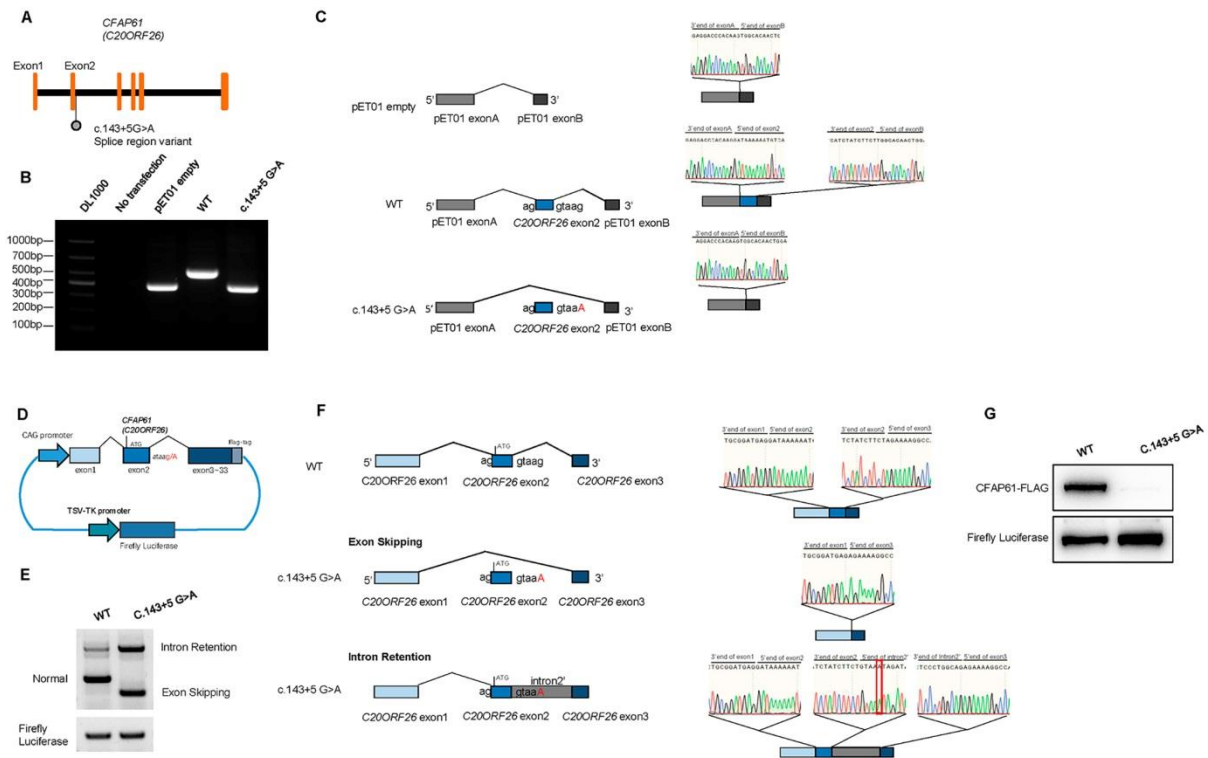 A
CFAP61
(C20ORF26)
Exon1
Exon2
c.143+5G>A
Splice region variant
B
DL1000
No transfection
pET01 empty
WT
c.143+5 G>A
1000bp
700bp
500bp
400bp
300bp
200bp
100bp
C
pET01 empty
5'
3'
pET01 exonA
pET01 exonB
3'end of exonA 5'end of exonB
GAGGACCCACAAGTGGCACAACTC
WT
5'
ag
gtaag
3'
pET01 exonA
C20ORF26 exon2
pET01 exonB
3'end of exonA 5'end of exon2
3'end of exon2 5'end of exonB
CATCTATCTTCTTGGCACAACTGG
c.143+5 G>A
5'
ag
gtaaA
3'
pET01 exonA
C20ORF26 exon2
pET01 exonB
3'end of exonA 5'end of exonB
AGGACCCACAAGTGGCACAACTGGA
D
CFAP61
(C20ORF26)
CAG promoter
ATG
flag-tag
exon1
exon2
ataag/A
exon3~33
TSV-TK promoter
Firefly Luciferase
E
WT
C.143+5 G>A
Intron Retention
Normal
Exon Skipping
Firefly
Luciferase
F
WT
5'
ag
ATG
gtaag
3'
C20ORF26 exon1
C20ORF26 exon2
C20ORF26 exon3
3'end of exon1 5'end of exon2
TGCGGATGAGGATAAAAAAT
3'end of exon2 5'end of exon3
TCTATCTTCTAGAAAAGGCC
Exon Skipping
c.143+5 G>A
5'
ag
ATG
gtaaA
3'
C20ORF26 exon1
C20ORF26 exon2
C20ORF26 exon3
3'end of exon1 5'end of exon3
TGCGGATGAGAGAAAAGGCC
Intron Retention
c.143+5 G>A
ag
ATG
gtaaA
intron2'
C20ORF26 exon1
C20ORF26 exon2
C20ORF26 exon3
3'end of exon1 5'end of exon2
TGCGGATGAGGATAAAAAAT
3'end of exon2 5'end of intron2'
TCTATCTTCTGTAAATAGAT
3'end of Intron2' 5'end of exon3
CTCCCTGGCAGAGAAAAGGCC
G
WT
C.143+5 G>A
CFAP61-FLAG
Firefly Luciferase